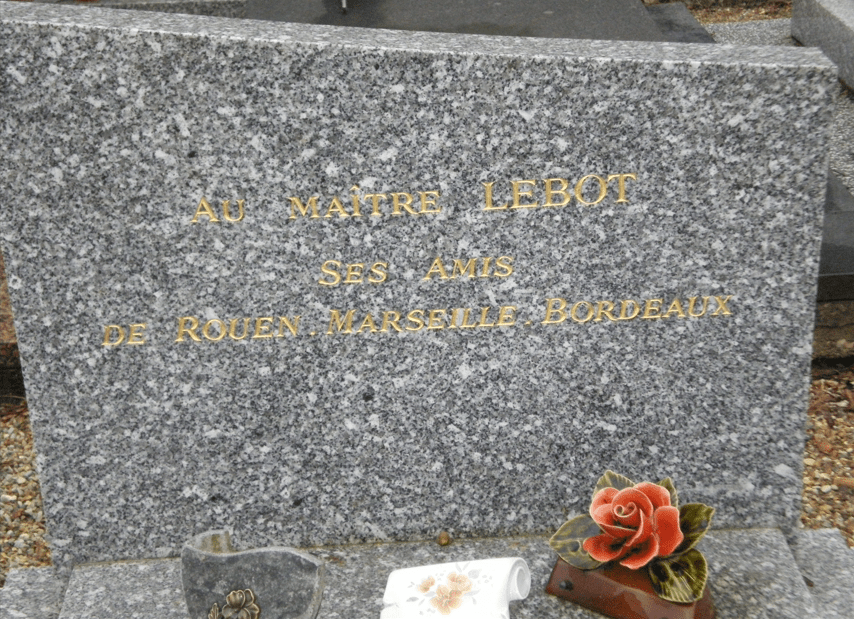 AU MAÎTRE LEBOT
SES AMIS
DE ROUEN . MARSEILLE . BORDEAUX